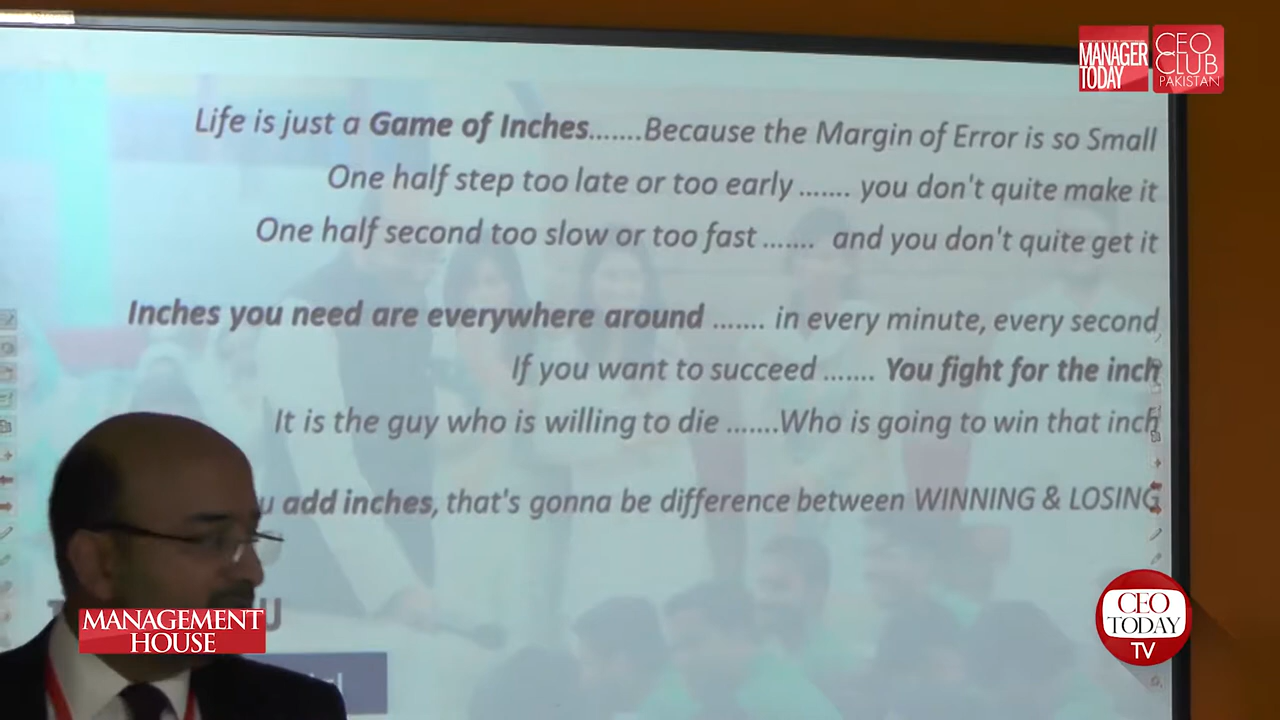 MANAGER
TODAY
CEO
CLUB
PAKISTAN
Life is just a Game of Inches.......Because the Margin of Error is so Small
One half step too late or too early ....... you don't quite make it
One half second too slow or too fast ....... and you don't quite get it
Inches you need are everywhere around ....... in every minute, every second
If you want to succeed ....... You fight for the inch
It is the guy who is willing to die .......Who is going to win that inch
add inches, that's gonna be difference between WINNING & LOSING
MANAGEMENT
HOUSE
CEO
TODAY
TV